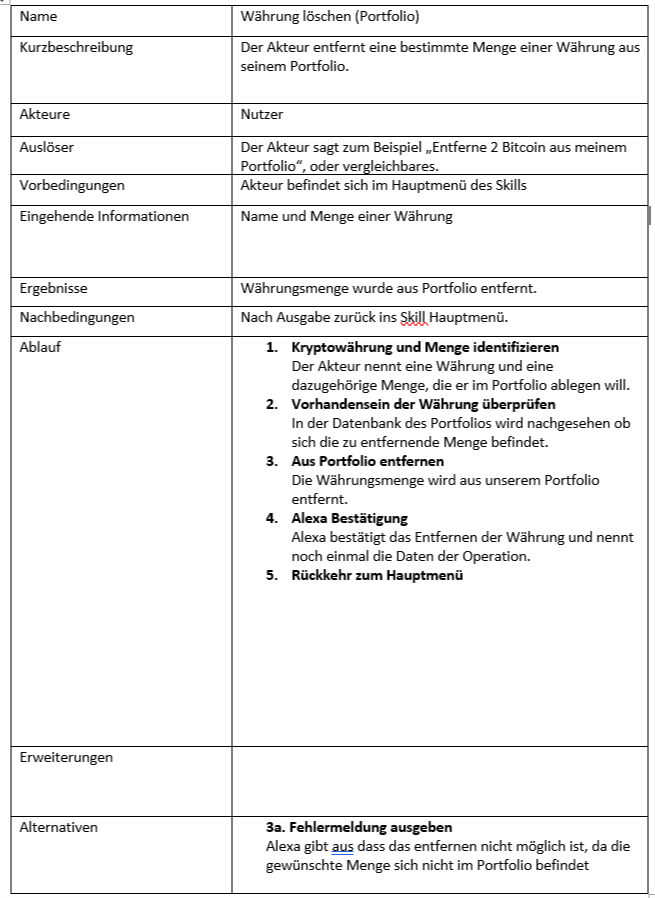 Name
Währung löschen (Portfolio)
Kurzbeschreibung
Der Akteur entfernt eine bestimmte Menge einer Währung aus
seinem Portfolio.
Akteure
Nutzer
Auslöser
Der Akteur sagt zum Beispiel „Entferne 2 Bitcoin aus meinem
Portfolio“, oder vergleichbares.
Vorbedingungen
Akteur befindet sich im Hauptmenü des Skills
Eingehende Informationen
Name und Menge einer Währung
Ergebnisse
Währungsmenge wurde aus Portfolio entfernt.
Nachbedingungen
Nach Ausgabe zurück ins Skill Hauptmenü.
Ablauf
1. Kryptowährung und Menge identifizieren
Der Akteur nennt eine Währung und eine
dazugehörige Menge, die er im Portfolio ablegen will.
2. Vorhandensein der Währung überprüfen
In der Datenbank des Portfolios wird nachgesehen ob
sich die zu entfernende Menge befindet.
3. Aus Portfolio entfernen
Die Währungsmenge wird aus unserem Portfolio
entfernt.
4. Alexa Bestätigung
Alexa bestätigt das Entfernen der Währung und nennt
noch einmal die Daten der Operation.
5. Rückkehr zum Hauptmenü
Erweiterungen
Alternativen
3a. Fehlermeldung ausgeben
Alexa gibt aus dass das entfernen nicht möglich ist, da die
gewünschte Menge sich nicht im Portfolio befindet